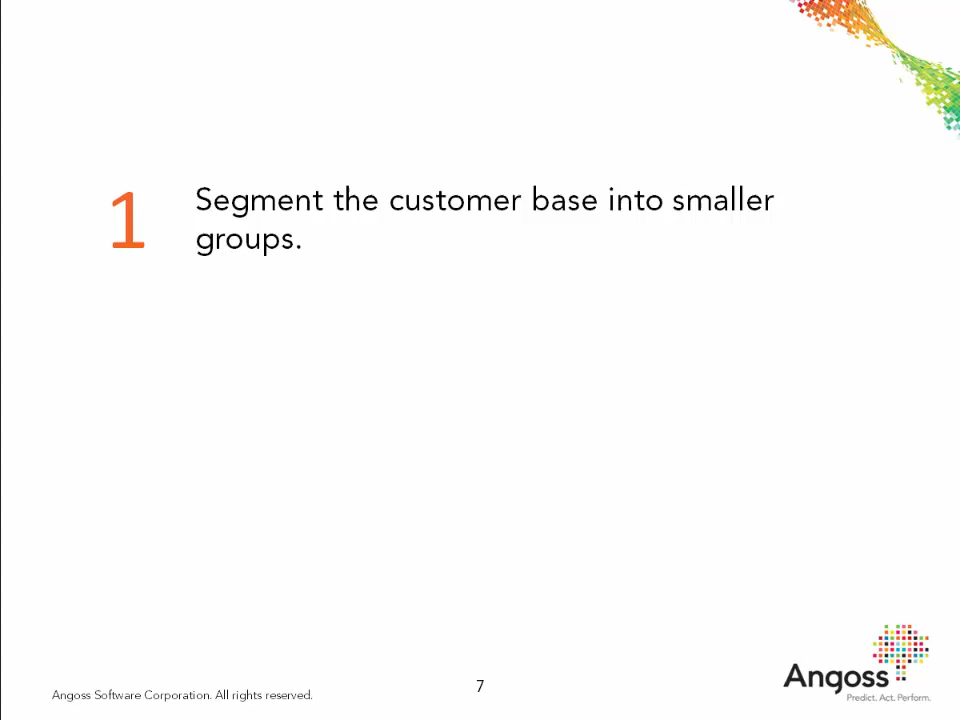 1
Segment the customer base into smaller
groups.
Angoss Software Corporation. All rights reserved.
7
Angoss
Predict. Act. Perform.